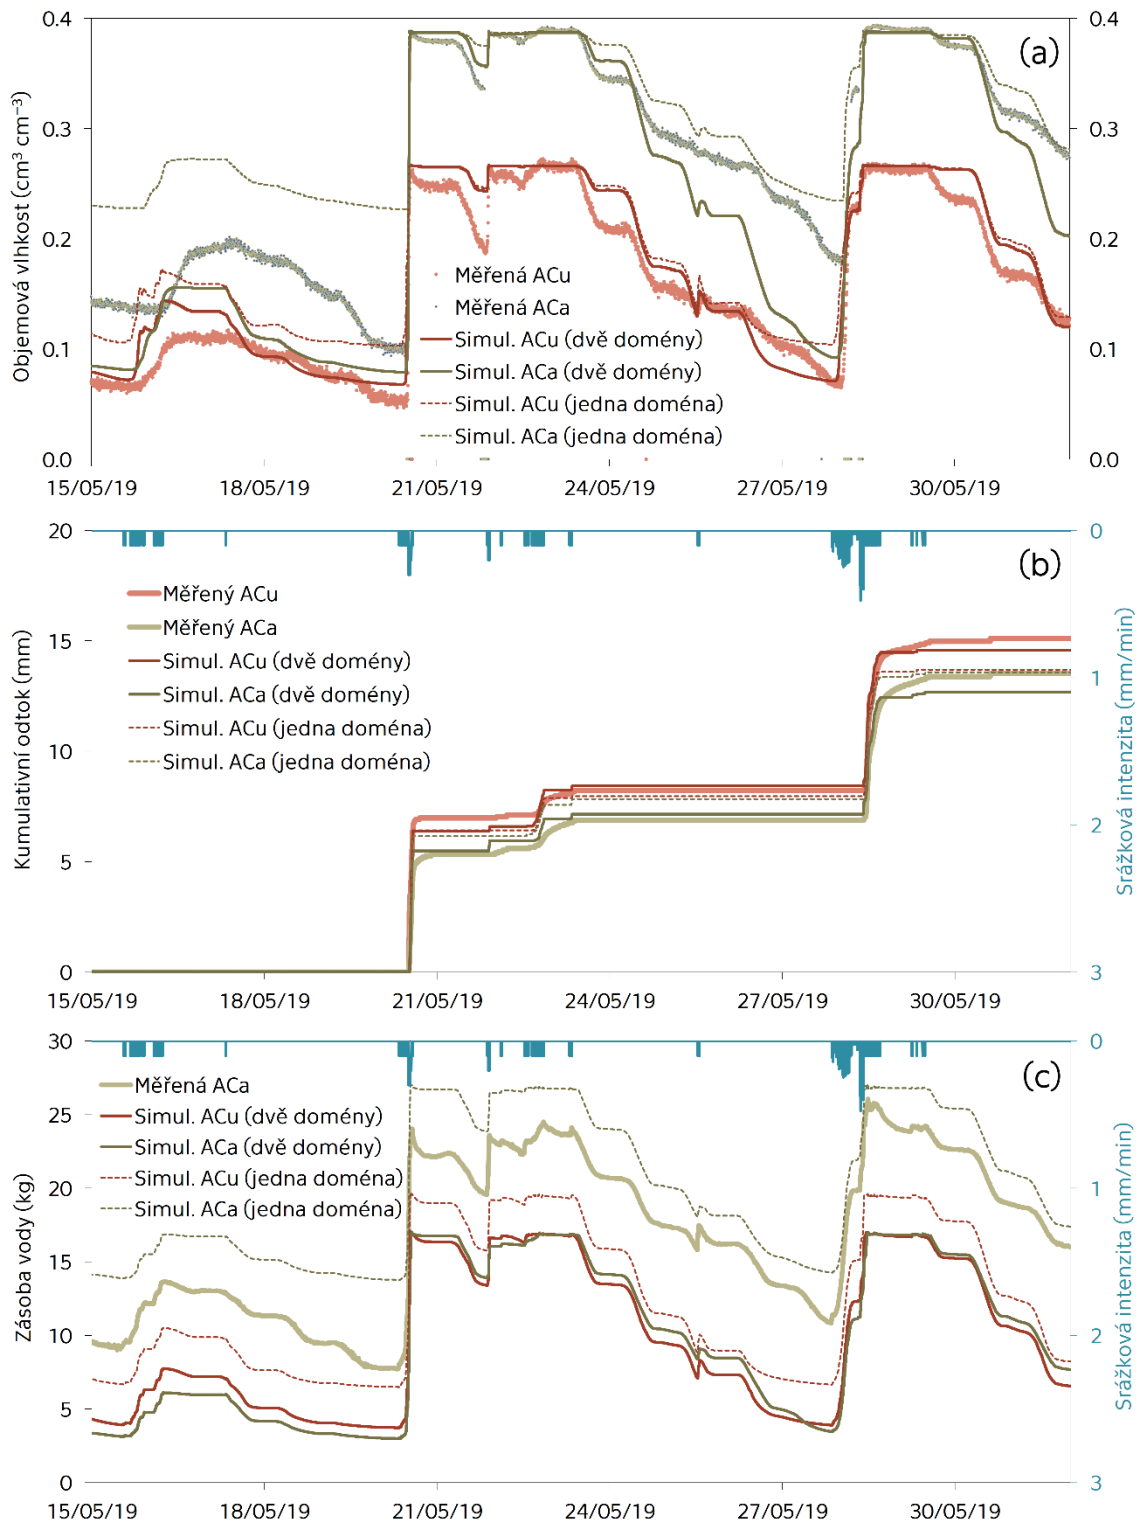 (a)
0.4
0.3
0.2
0.1
0.0
Objemová vlhkost (cm³ cm⁻³)
0.4
0.3
0.2
0.1
0.0
Měřená ACu
Měřená ACa
Simul. ACu (dvě domény)
Simul. ACa (dvě domény)
Simul. ACu (jedna doména)
Simul. ACa (jedna doména)
15/05/19 18/05/19 21/05/19 24/05/19 27/05/19 30/05/19
(b)
20
15
10
5
0
Kumulativní odtok (mm)
0
1
2
3
Srážková intenzita (mm/min)
Měřený ACu
Měřený ACa
Simul. ACu (dvě domény)
Simul. ACa (dvě domény)
Simul. ACu (jedna doména)
Simul. ACa (jedna doména)
15/05/19 18/05/19 21/05/19 24/05/19 27/05/19 30/05/19
(c)
30
25
20
15
10
5
0
Zásoba vody (kg)
0
1
2
3
Srážková intenzita (mm/min)
Měřená ACa
Simul. ACu (dvě domény)
Simul. ACa (dvě domény)
Simul. ACu (jedna doména)
Simul. ACa (jedna doména)
15/05/19 18/05/19 21/05/19 24/05/19 27/05/19 30/05/19